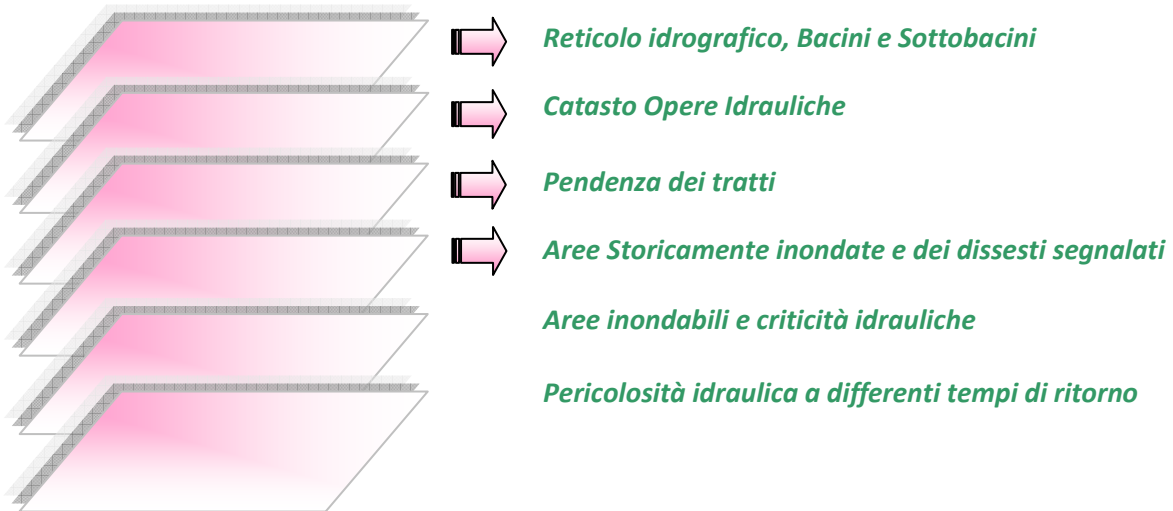 Reticolo idrografico, Bacini e Sottobacini
Catasto Opere Idrauliche
Pendenza dei tratti
Aree Storicamente inondate e dei dissesti segnalati
Aree inondabili e criticità idrauliche
Pericolosità idraulica a differenti tempi di ritorno